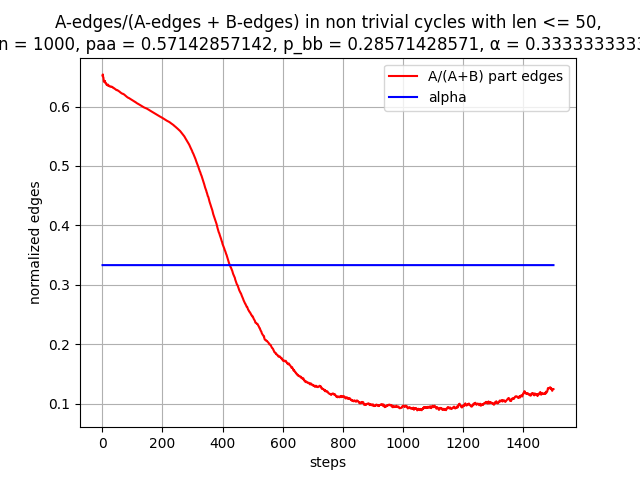 A-edges/(A-edges + B-edges) in non trivial cycles with len <= 50,
n = 1000, paa = 0.57142857142, p_bb = 0.28571428571, α = 0.3333333333
A/(A+B) part edges
alpha
normalized edges
0.6
0.5
0.4
0.3
0.2
0.1
0 200 400 600 800 1000 1200 1400
steps